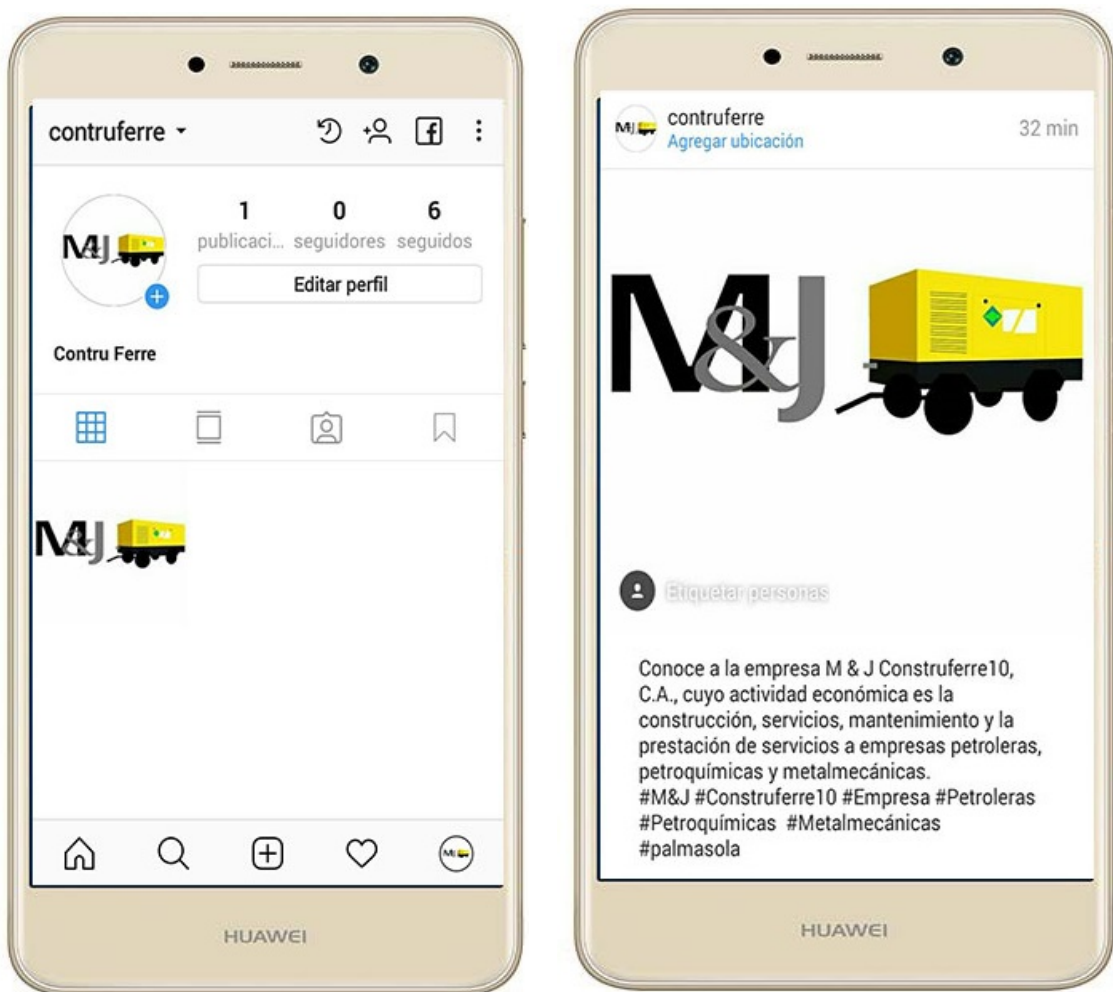 contruferre
1 0 6
publicaci... seguidores seguidos
Editar perfil
M&J
Contru Ferre
M&J
M&J
HUAWEI
contruferre
Agregar ubicación
32 min
M&J
M&J
Etiquetar personas
Conoce a la empresa M & J Construferre10,
C.A., cuyo actividad económica es la
construcción, servicios, mantenimiento y la
prestación de servicios a empresas petroleras,
petroquímicas y metalmecánicas.
#M&J #Construferre10 #Empresa #Petroleras
#Petroquímicas #Metalmecánicas
#palmasola
HUAWEI